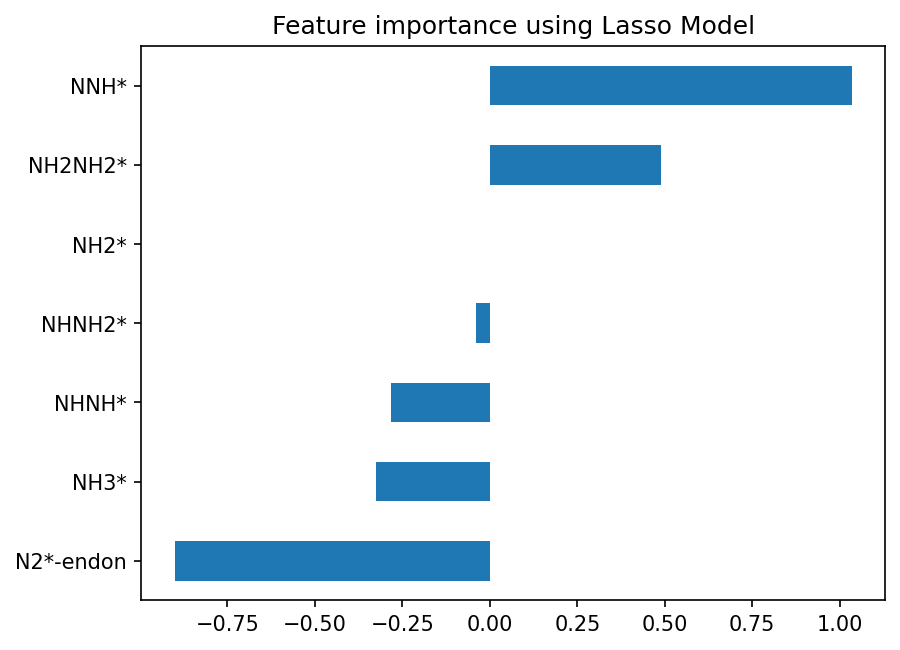 Feature importance using Lasso Model
NNH*
NH2NH2*
NH2*
NHNH2*
NHNH*
NH3*
N2*-endon
−0.75 −0.50 −0.25 0.00 0.25 0.50 0.75 1.00